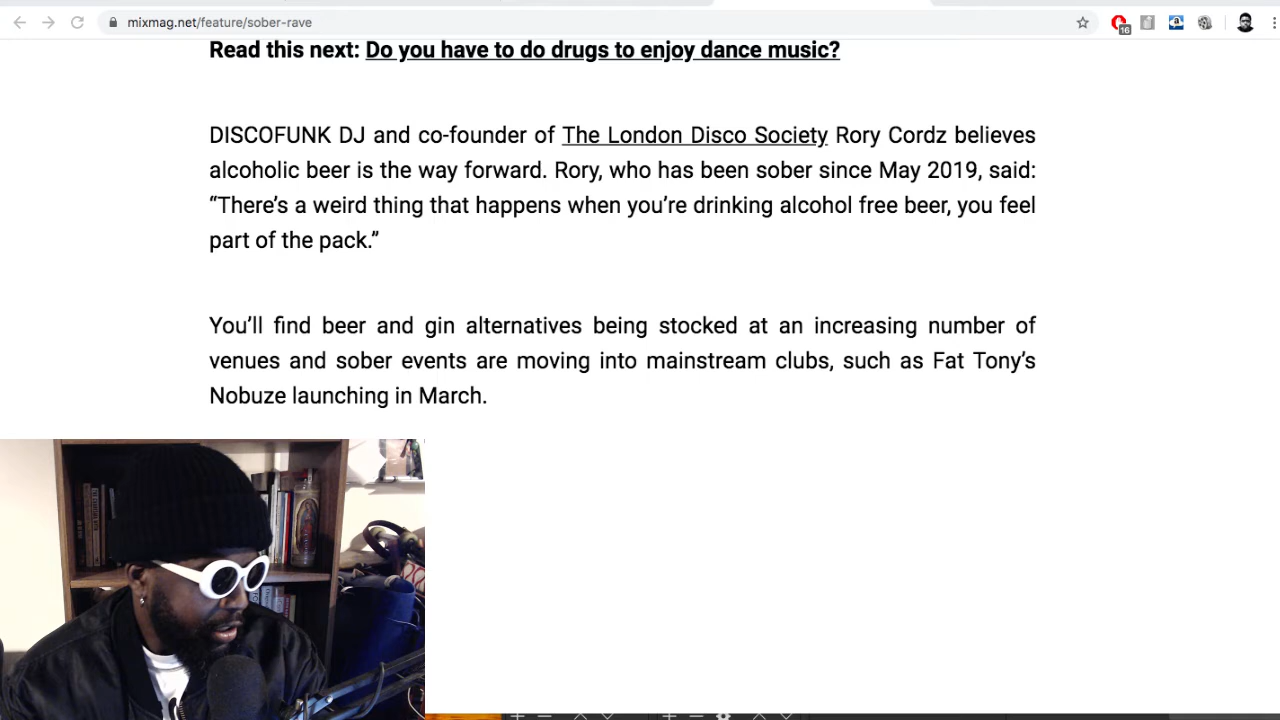 mixmag.net/feature/sober-rave
16
Read this next: Do you have to do drugs to enjoy dance music?
DISCOFUNK DJ and co-founder of The London Disco Society Rory Cordz believes
alcoholic beer is the way forward. Rory, who has been sober since May 2019, said:
“There’s a weird thing that happens when you’re drinking alcohol free beer, you feel
part of the pack.”
You’ll find beer and gin alternatives being stocked at an increasing number of
venues and sober events are moving into mainstream clubs, such as Fat Tony’s
Nobuze launching in March.